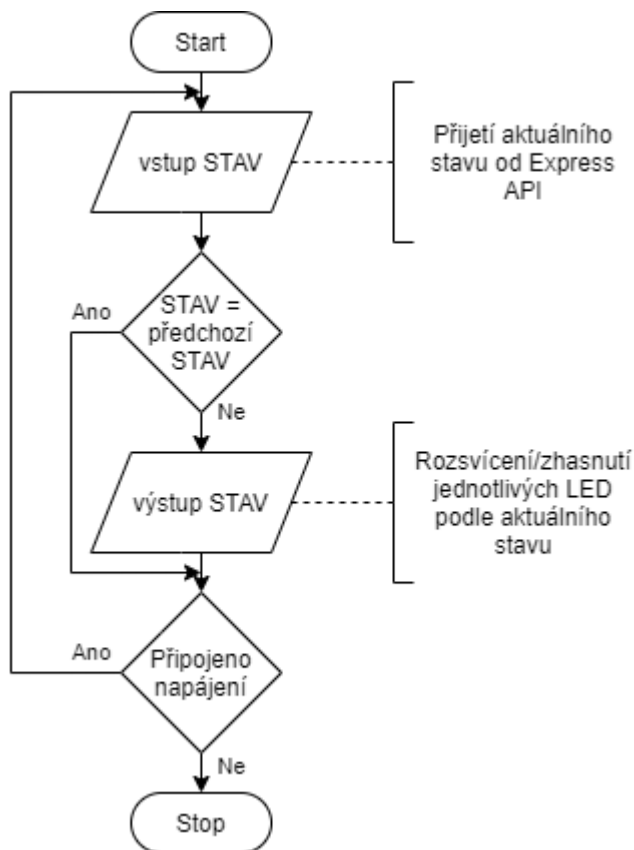 Start
vstup STAV
Přijetí aktuálního
stavu od Express
API
Ano
STAV =
předchozí
STAV
Ne
výstup STAV
Rozsvícení/zhasnutí
jednotlivých LED
podle aktuálního
stavu
Ano
Připojeno
napájení
Ne
Stop